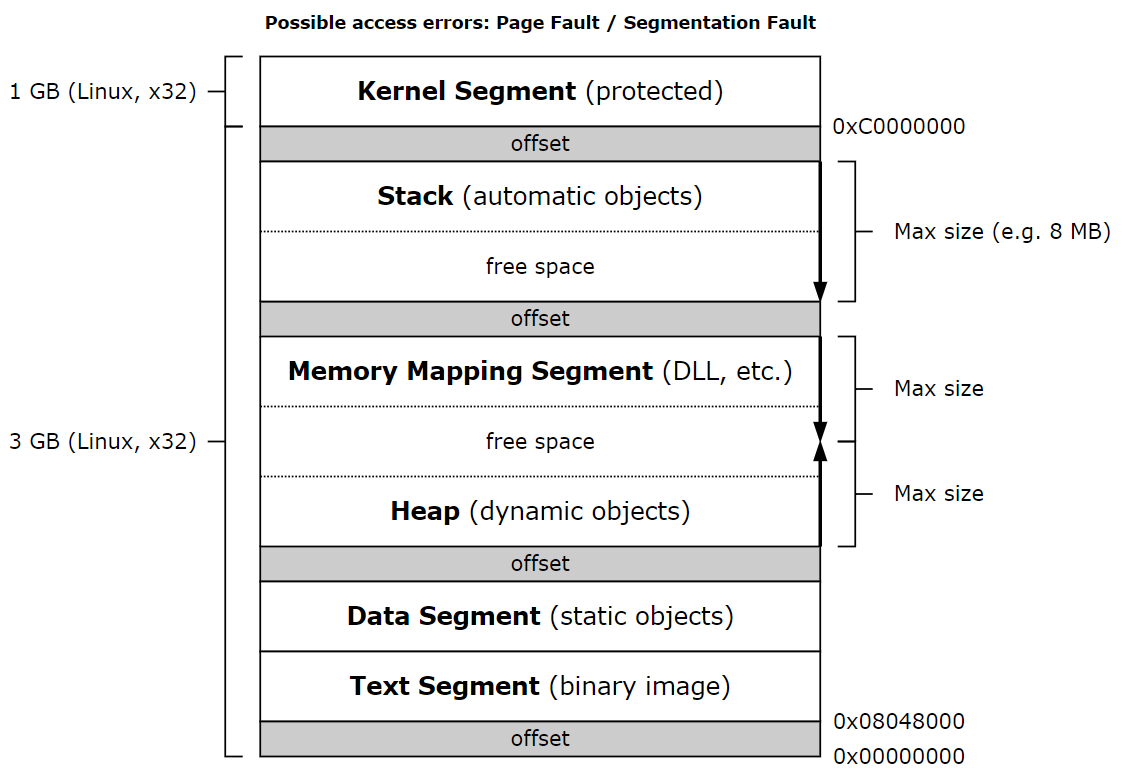 Possible access errors: Page Fault / Segmentation Fault
1 GB (Linux, x32)
Kernel Segment (protected)
0xC0000000
offset
Stack (automatic objects)
Max size (e.g. 8 MB)
free space
offset
Memory Mapping Segment (DLL, etc.)
Max size
3 GB (Linux, x32)
free space
Max size
Heap (dynamic objects)
offset
Data Segment (static objects)
Text Segment (binary image)
0x08048000
offset
0x00000000